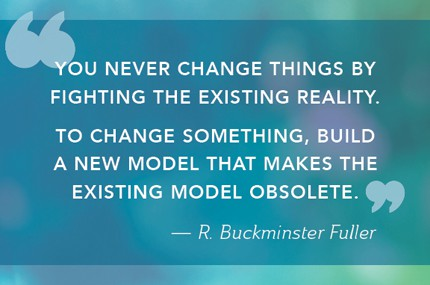 YOU NEVER CHANGE THINGS BY
FIGHTING THE EXISTING REALITY.
TO CHANGE SOMETHING, BUILD
A NEW MODEL THAT MAKES THE
EXISTING MODEL OBSOLETE.
— R. Buckminster Fuller